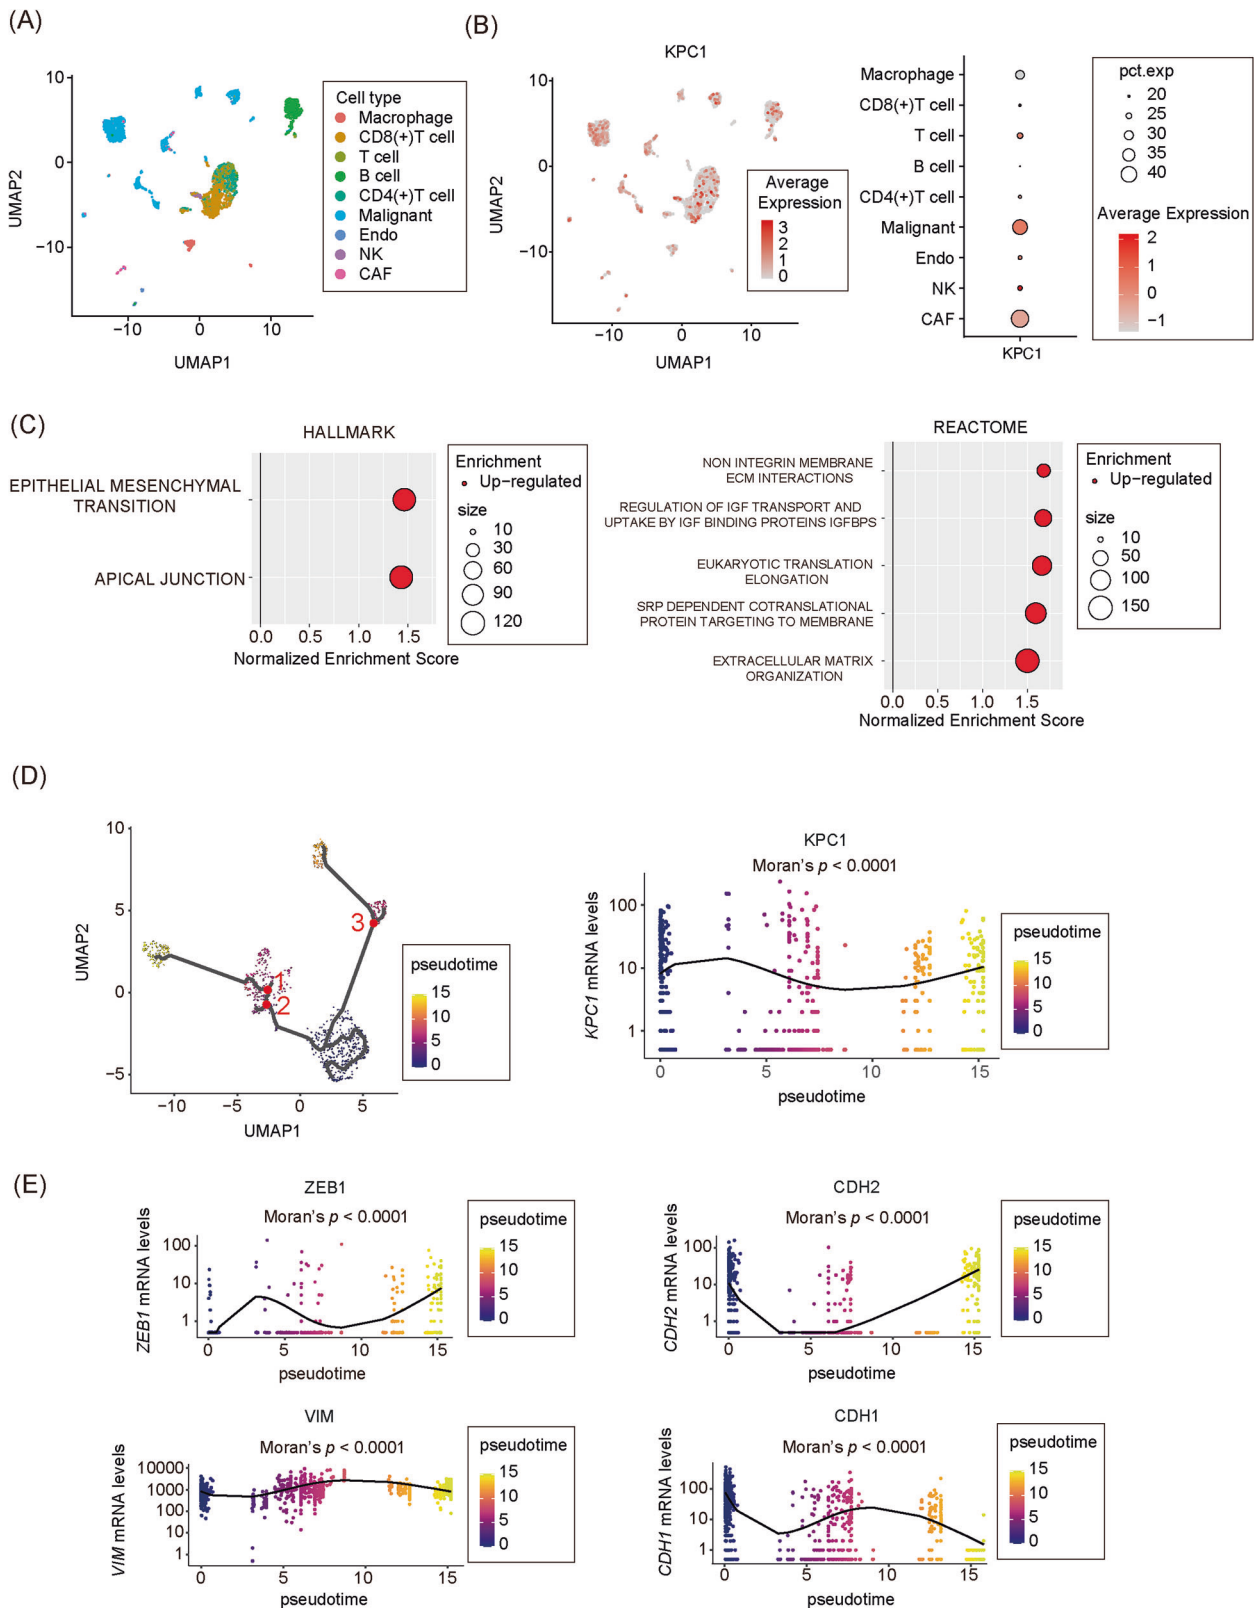 (A)
10
0
−10
UMAP2
−10
0
10
UMAP1
Cell type
Macrophage
CD8(+)T cell
T cell
B cell
CD4(+)T cell
Malignant
Endo
NK
CAF
(B)
KPC1
10
0
−10
UMAP2
−10
0
10
UMAP1
Average
Expression
3
2
1
0
Macrophage
CD8(+)T cell
T cell
B cell
CD4(+)T cell
Malignant
Endo
NK
CAF
KPC1
pct.exp
20
25
30
35
40
Average Expression
2
1
0
−1
(C)
HALLMARK
EPITHELIAL MESENCHYMAL
TRANSITION
APICAL JUNCTION
0.0
0.5
1.0
1.5
Normalized Enrichment Score
Enrichment
Up−regulated
size
10
30
60
90
120
REACTOME
NON INTEGRIN MEMBRANE
ECM INTERACTIONS
REGULATION OF IGF TRANSPORT AND
UPTAKE BY IGF BINDING PROTEINS IGFBPS
EUKARYOTIC TRANSLATION
ELONGATION
SRP DEPENDENT COTRANSLATIONAL
PROTEIN TARGETING TO MEMBRANE
EXTRACELLULAR MATRIX
ORGANIZATION
0.0
0.5
1.0
1.5
Normalized Enrichment Score
Enrichment
Up−regulated
size
10
50
100
150
(D)
10
5
0
−5
UMAP2
1
2
3
−10
−5
0
5
UMAP1
pseudotime
15
10
5
0
KPC1
Moran's p < 0.0001
KPC1 mRNA levels
100
10
1
0
5
10
15
pseudotime
pseudotime
15
10
5
0
(E)
ZEB1
Moran's p < 0.0001
ZEB1 mRNA levels
100
10
1
0
5
10
15
pseudotime
pseudotime
15
10
5
0
CDH2
Moran's p < 0.0001
CDH2 mRNA levels
100
10
1
0
5
10
15
pseudotime
pseudotime
15
10
5
0
VIM
Moran's p < 0.0001
VIM mRNA levels
10000
1000
100
10
1
0
5
10
15
pseudotime
pseudotime
15
10
5
0
CDH1
Moran's p < 0.0001
CDH1 mRNA levels
100
10
1
0
5
10
15
pseudotime
pseudotime
15
10
5
0